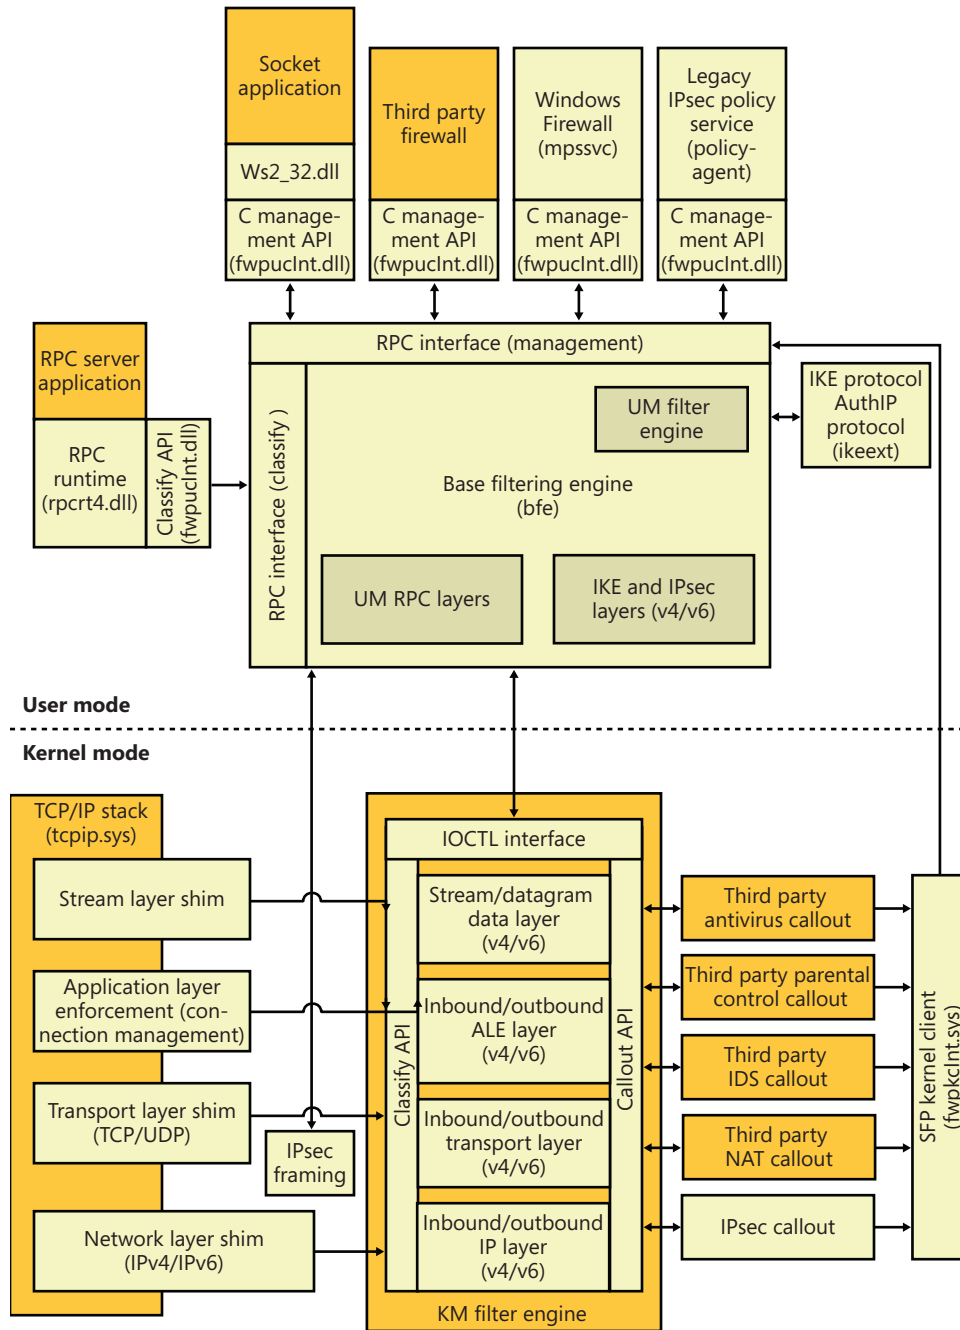 Socket
application
Ws2_32.dll
C manage-
ment API
(fwpuclnt.dll)
Third party
firewall
C manage-
ment API
(fwpuclnt.dll)
Windows
Firewall
(mpssvc)
C manage-
ment API
(fwpuclnt.dll)
Legacy
IPsec policy
service
(policy-
agent)
C manage-
ment API
(fwpuclnt.dll)
RPC server
application
RPC
runtime
(rpcrt4.dll)
Classify API
(fwpuclnt.dll)
RPC interface (management)
RPC interface (classify )
UM filter
engine
Base filtering engine
(bfe)
UM RPC layers
IKE and IPsec
layers (v4/v6)
IKE protocol
AuthIP
protocol
(ikeext)
User mode
Kernel mode
TCP/IP stack
(tcpip.sys)
Stream layer shim
Application layer
enforcement (con-
nection management)
Transport layer shim
(TCP/UDP)
Network layer shim
(IPv4/IPv6)
IPsec
framing
IOCTL interface
Classify API
Stream/datagram
data layer
(v4/v6)
Inbound/outbound
ALE layer
(v4/v6)
Inbound/outbound
transport layer
(v4/v6)
Inbound/outbound
IP layer
(v4/v6)
Callout API
KM filter engine
Third party
antivirus callout
Third party parental
control callout
Third party
IDS callout
Third party
NAT callout
IPsec callout
SFP kernel client
(fwpkclnt.sys)